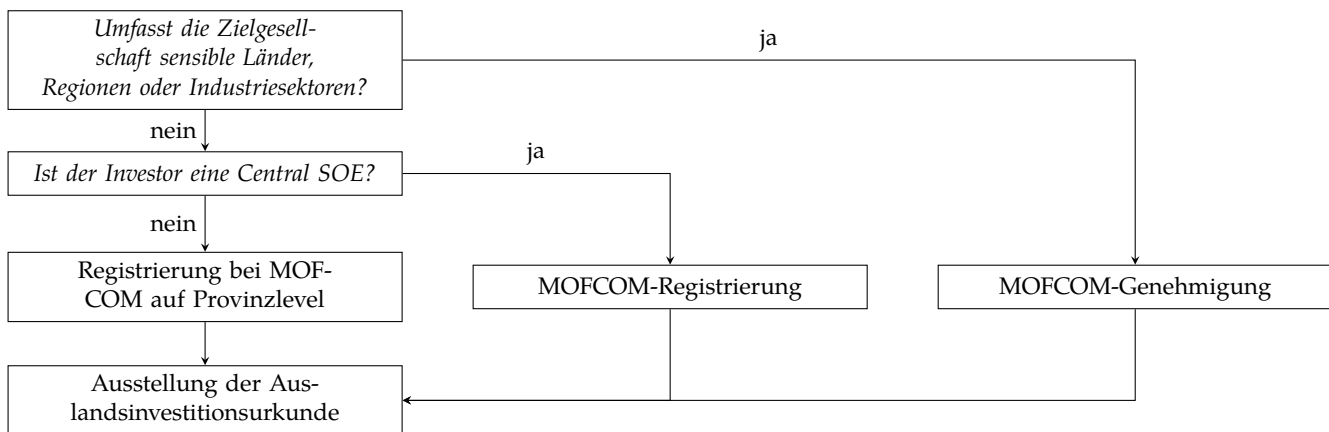 Umfasst die Zielgesell-
schaft sensible Länder,
Regionen oder Industriesektoren?
ja
nein
Ist der Investor eine Central SOE?
ja
nein
Registrierung bei MOF-
COM auf Provinzlevel
MOFCOM-Registrierung
MOFCOM-Genehmigung
Ausstellung der Aus-
landsinvestitionsurkunde